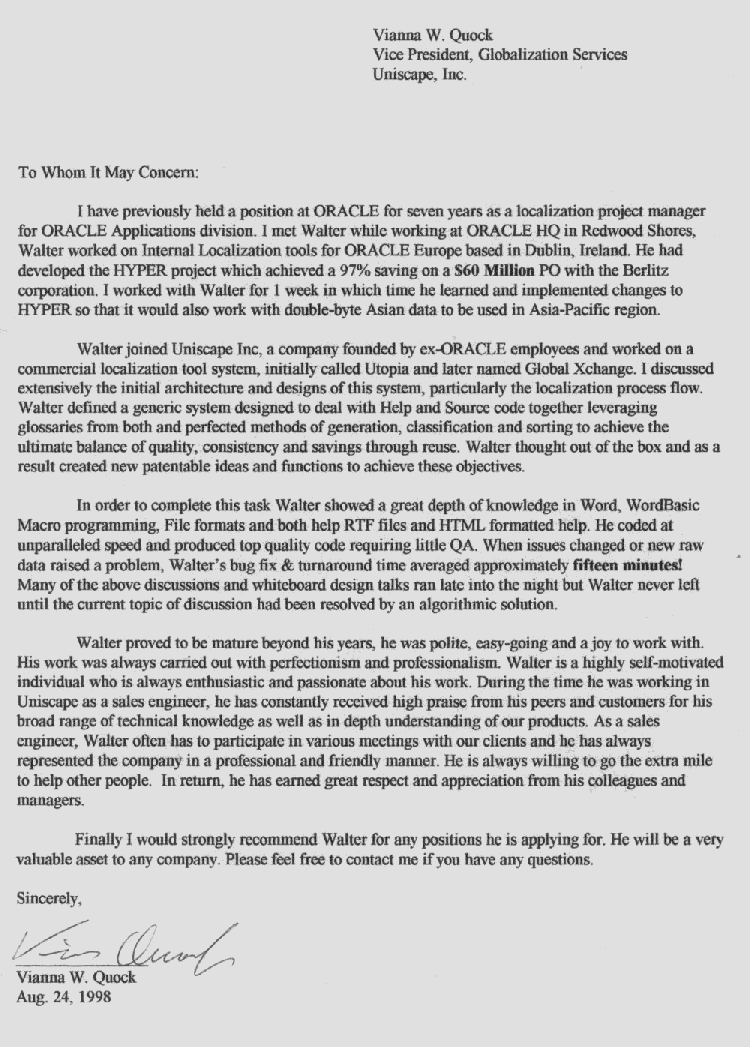 Vianna W. Quock
Vice President, Globalization Services
Uniscape, Inc.
To Whom It May Concern:
I have previously held a position at ORACLE for seven years as a localization project manager
for ORACLE Applications division. I met Walter while working at ORACLE HQ in Redwood Shores,
Walter worked on Internal Localization tools for ORACLE Europe based in Dublin, Ireland. He had
developed the HYPER project which achieved a 97% saving on a $60 Million PO with the Berlitz
corporation. I worked with Walter for 1 week in which time he learned and implemented changes to
HYPER so that it would also work with double-byte Asian data to be used in Asia-Pacific region.
Walter joined Uniscape Inc, a company founded by ex-ORACLE employees and worked on a
commercial localization tool system, initially called Utopia and later named Global Xchange. I discussed
extensively the initial architecture and designs of this system, particularly the localization process flow.
Walter defined a generic system designed to deal with Help and Source code together leveraging
glossaries from both and perfected methods of generation, classification and sorting to achieve the
ultimate balance of quality, consistency and savings through reuse. Walter thought out of the box and as a
result created new patentable ideas and functions to achieve these objectives.
In order to complete this task Walter showed a great depth of knowledge in Word, WordBasic
Macro programming, File formats and both help RTF files and HTML formatted help. He coded at
unparalleled speed and produced top quality code requiring little QA. When issues changed or new raw
data raised a problem, Walter's bug fix & turnaround time averaged approximately fifteen minutes!
Many of the above discussions and whiteboard design talks ran late into the night but Walter never left
until the current topic of discussion had been resolved by an algorithmic solution.
Walter proved to be mature beyond his years, he was polite, easy-going and a joy to work with.
His work was always carried out with perfectionism and professionalism. Walter is a highly self-motivated
individual who is always enthusiastic and passionate about his work. During the time he was working in
Uniscape as a sales engineer, he has constantly received high praise from his peers and customers for his
broad range of technical knowledge as well as in depth understanding of our products. As a sales
engineer, Walter often has to participate in various meetings with our clients and he has always
represented the company in a professional and friendly manner. He is always willing to go the extra mile
to help other people. In return, he has earned great respect and appreciation from his colleagues and
managers.
Finally I would strongly recommend Walter for any positions he is applying for. He will be a very
valuable asset to any company. Please feel free to contact me if you have any questions.
Sincerely,
Vianna W. Quock
Aug. 24, 1998